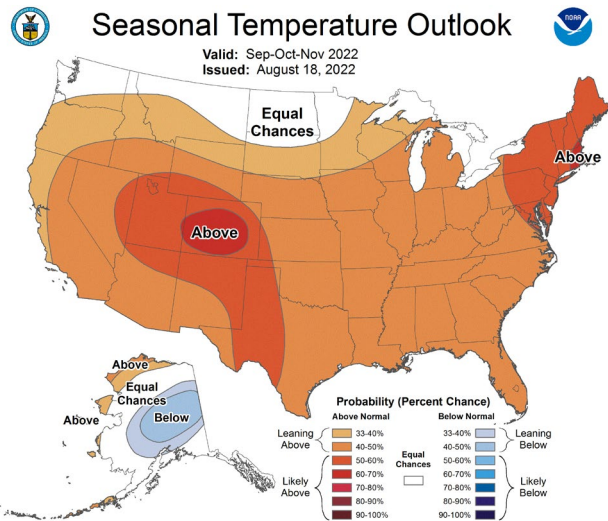 Seasonal Temperature Outlook
NOAA
Valid: Sep-Oct-Nov 2022
Issued: August 18, 2022
Equal
Chances
Above
Above
Above
Equal
Chances
Above
Below
Probability (Percent Chance)
Above Normal
Below Normal
Leaning
Above
33-40%
40-50%
Likely
Above
50-60%
60-70%
70-80%
80-90%
90-100%
Equal
Chances
33-40%
40-50%
Leaning
Below
50-60%
60-70%
70-80%
80-90%
90-100%
Likely
Below